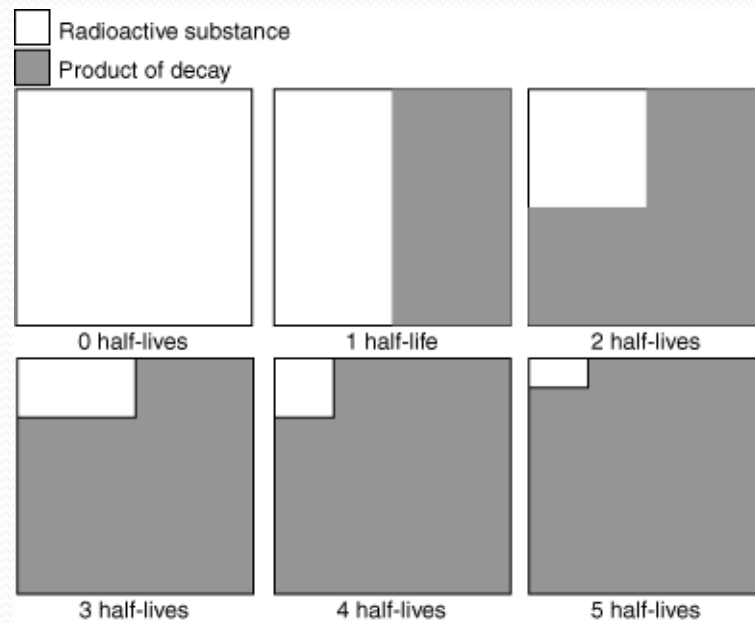 Radioactive substance
Product of decay
0 half-lives
1 half-life
2 half-lives
3 half-lives
4 half-lives
5 half-lives